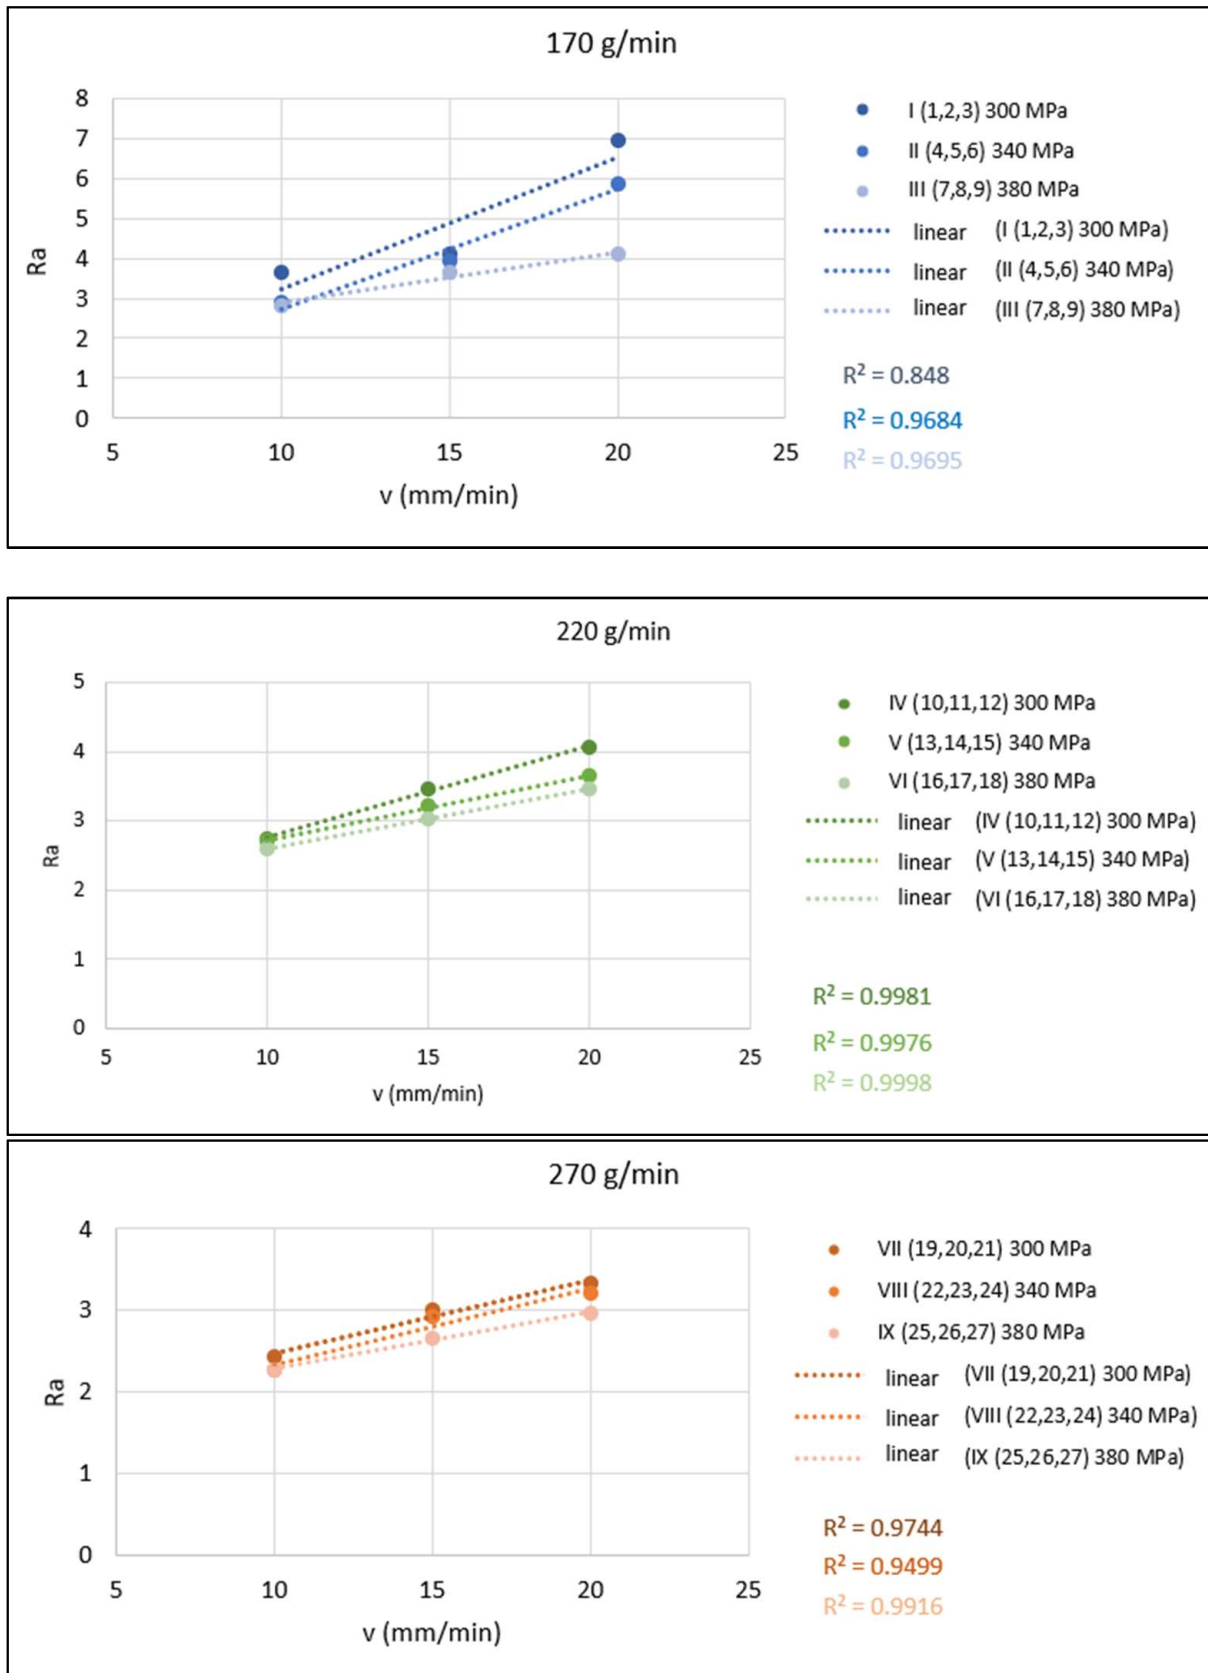 170 g/min
8
7
6
5
4
3
2
1
0
Ra
5 10 15 20 25
v (mm/min)
I (1,2,3) 300 MPa
II (4,5,6) 340 MPa
III (7,8,9) 380 MPa
linear (I (1,2,3) 300 MPa)
linear (II (4,5,6) 340 MPa)
linear (III (7,8,9) 380 MPa)
R² = 0.848
R² = 0.9684
R² = 0.9695
220 g/min
5
4
3
2
1
0
Ra
5 10 15 20 25
v (mm/min)
IV (10,11,12) 300 MPa
V (13,14,15) 340 MPa
VI (16,17,18) 380 MPa
linear (IV (10,11,12) 300 MPa)
linear (V (13,14,15) 340 MPa)
linear (VI (16,17,18) 380 MPa)
R² = 0.9981
R² = 0.9976
R² = 0.9998
270 g/min
4
3
2
1
0
Ra
5 10 15 20 25
v (mm/min)
VII (19,20,21) 300 MPa
VIII (22,23,24) 340 MPa
IX (25,26,27) 380 MPa
linear (VII (19,20,21) 300 MPa)
linear (VIII (22,23,24) 340 MPa)
linear (IX (25,26,27) 380 MPa)
R² = 0.9744
R² = 0.9499
R² = 0.9916